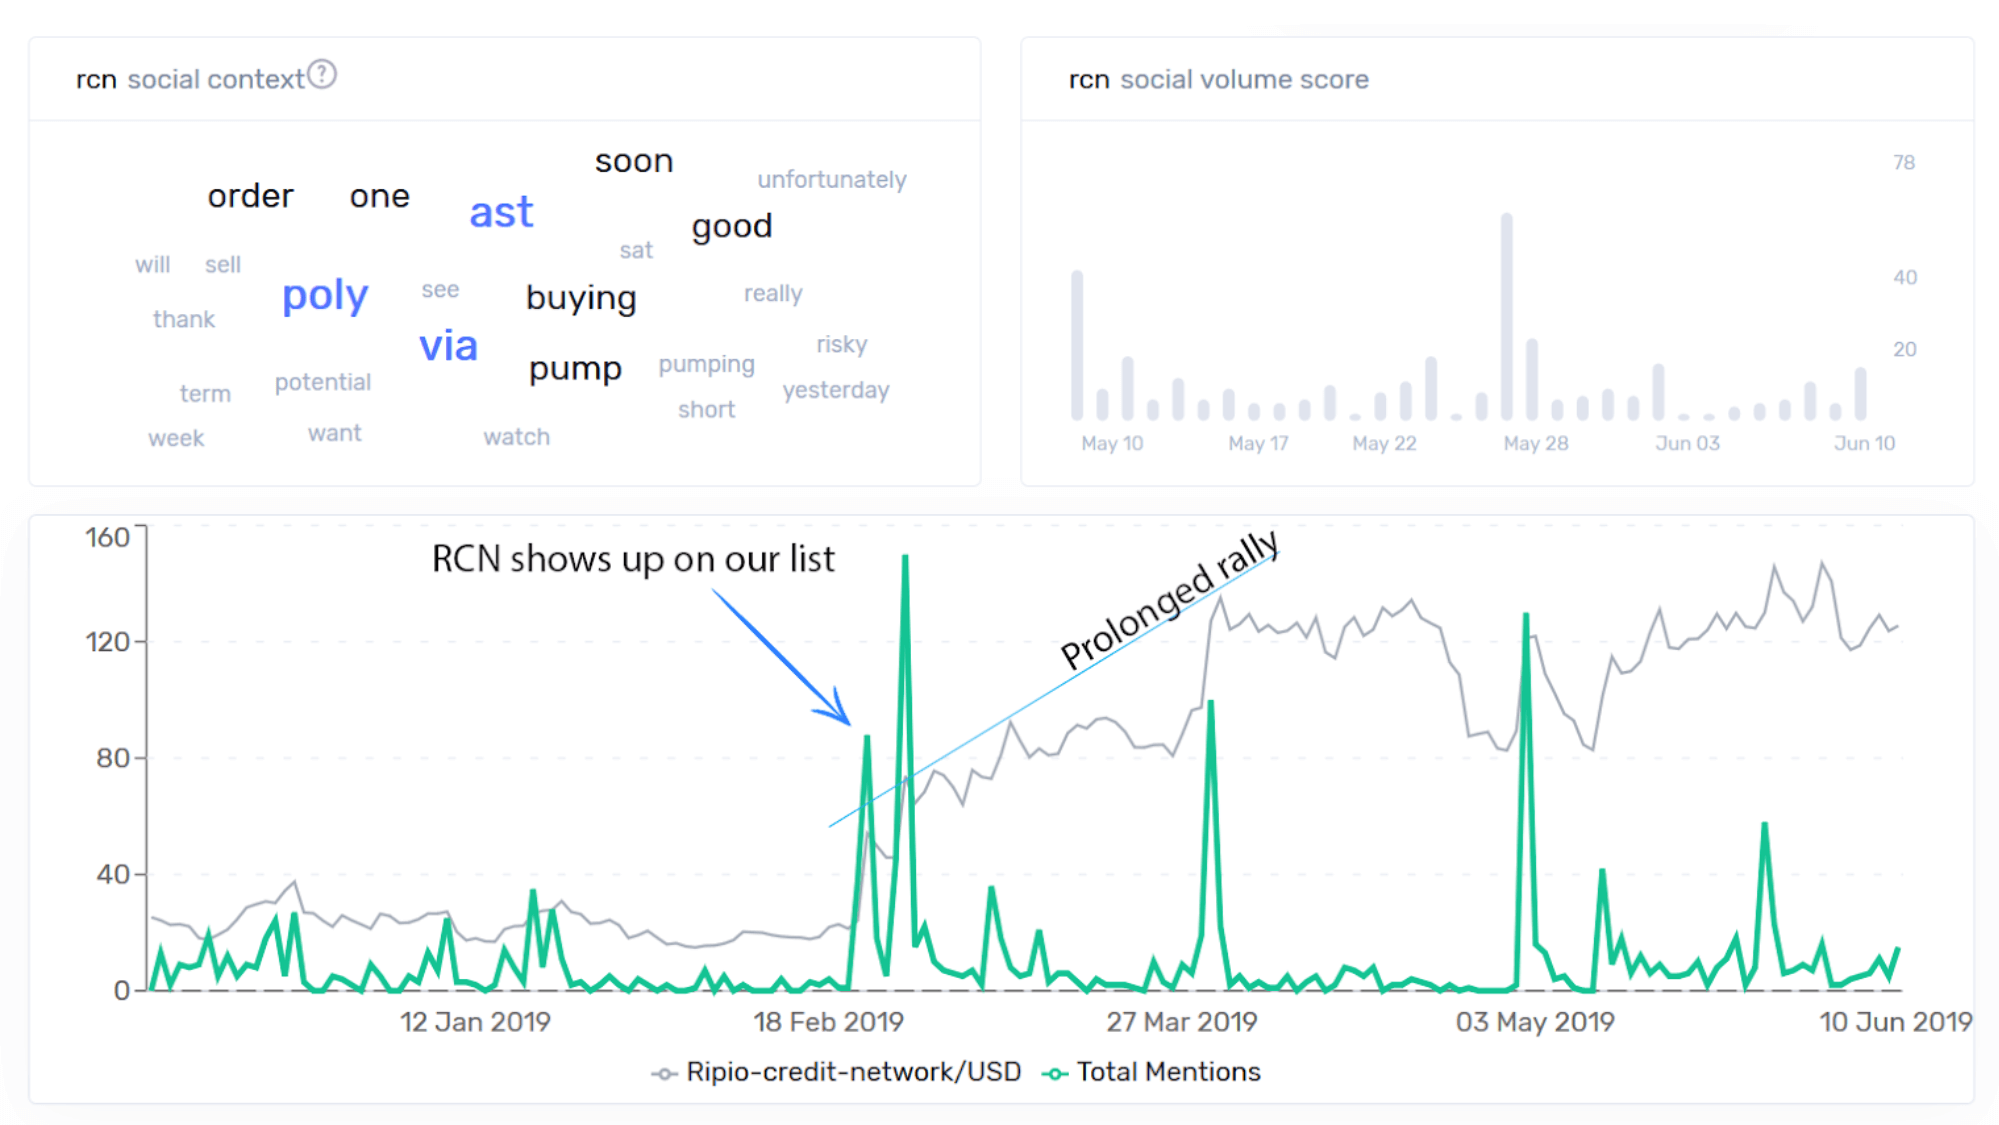 rcn social context?
soon
unfortunately
order one
ast
good
sat
will sell
poly
see
buying
really
thank
via
risky
pump
pumping
potential
yesterday
term
short
week
want
watch
rcn social volume score
78
40
20
May 10 May 17 May 22 May 28 Jun 03 Jun 10
160
120
80
40
0
RCN shows up on our list
Prolonged rally
12 Jan 2019 18 Feb 2019 27 Mar 2019 03 May 2019 10 Jun 2019
Ripio-credit-network/USD Total Mentions